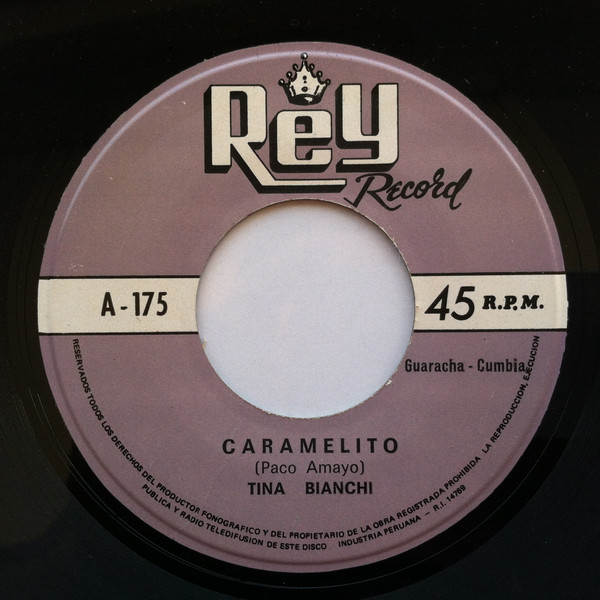 Rey
Record
A-175
45 R.P.M.
Guaracha - Cumbia
CARAMELITO
(Paco Amayo)
TINA BIANCHI
RESERVADOS TODOS LOS DERECHOS DEL PRODUCTOR FONOGRAFICO Y DEL PROPIETARIO DE LA OBRA REGISTRADA PROHIBIDA LA REPRODUCCION, EJECUCION
PUBLICA Y RADIO TELEDIFUSION DE ESTE DISCO INDUSTRIA PERUANA - R.I. 14769